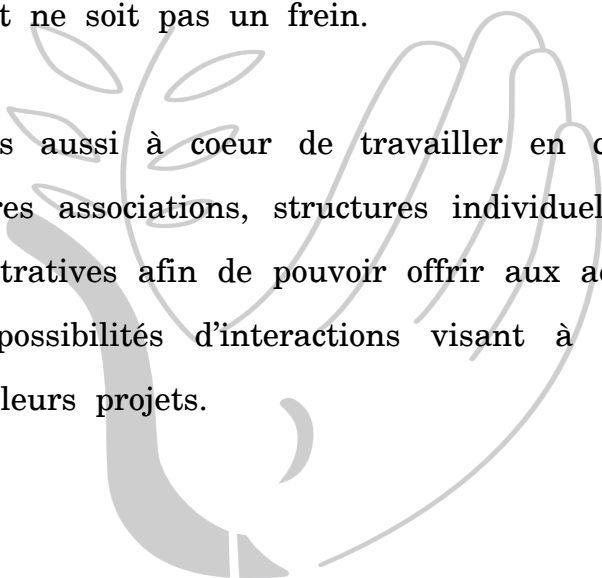 t ne soit pas un frein.
s aussi à coeur de travailler en c
res associations, structures individuel
tratives afin de pouvoir offrir aux a
possibilités d'interactions visant à
leurs projets.